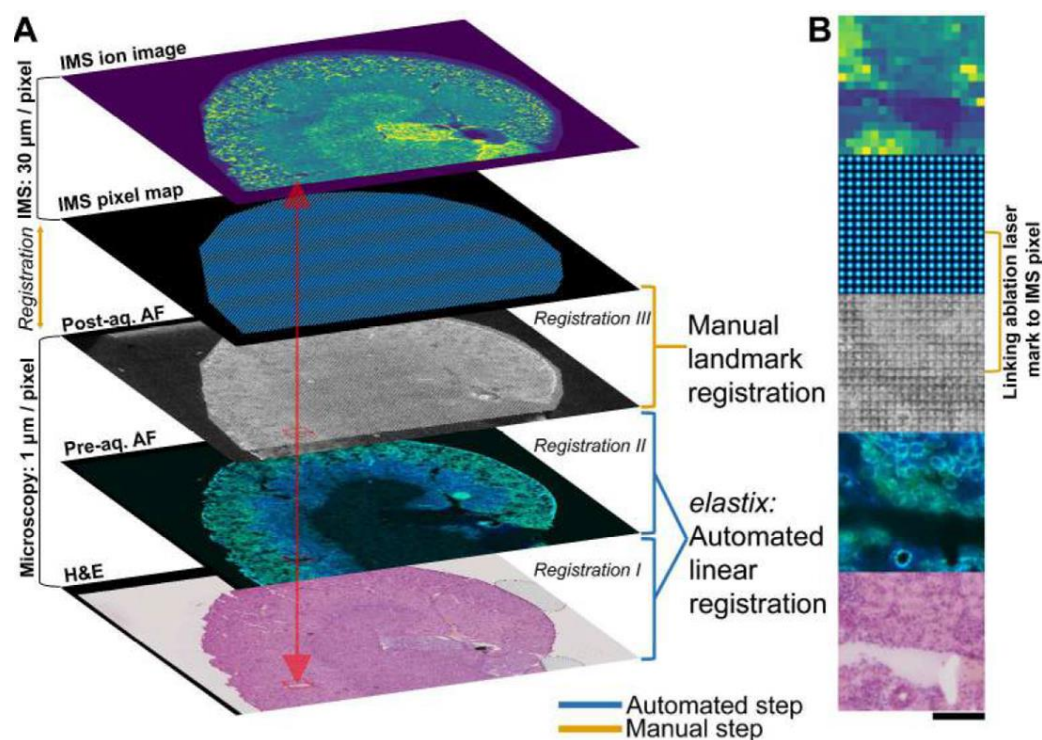 A
IMS ion image
IMS: 30 µm / pixel
IMS pixel map
Registration
Post-aq. AF
Registration III
Manual
landmark
registration
Microscopy: 1 µm / pixel
Pre-aq. AF
Registration II
elastix:
Automated
linear
registration
H&E
Registration I
Automated step
Manual step
B
Linking ablation laser
mark to IMS pixel